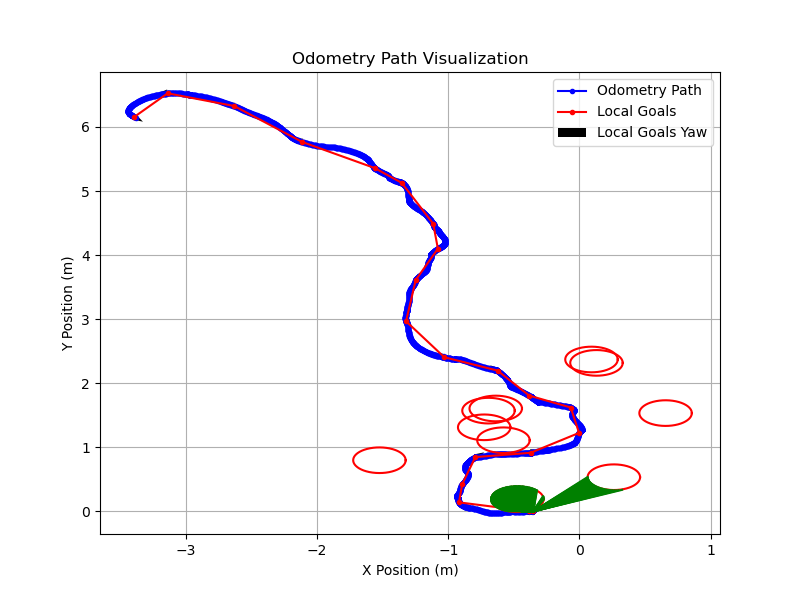 Odometry Path Visualization
Odometry Path
Local Goals
Local Goals Yaw
Y Position (m)
6
5
4
3
2
1
0
−3
−2
−1
0
1
X Position (m)